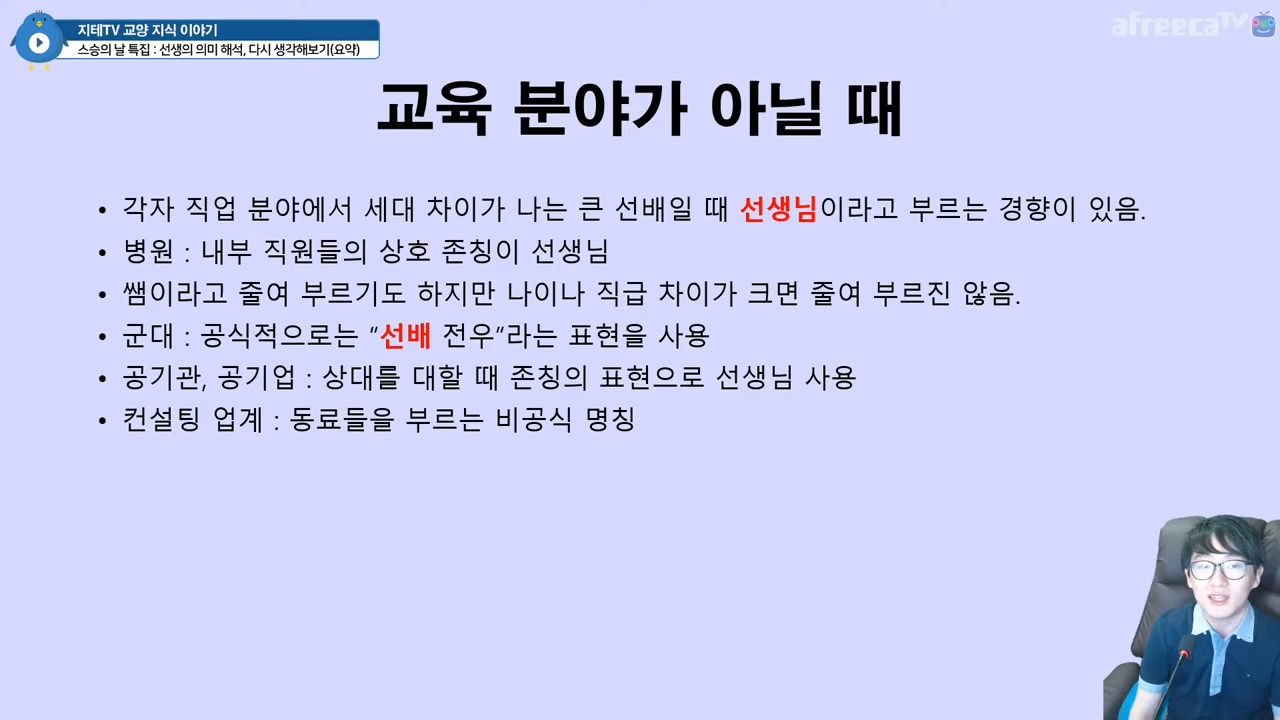 지테TV 교양 지식 이야기
스승의 날 특집 : 선생의 의미 해석, 다시 생각해보기(요약)
afreecaTV
교육 분야가 아닐 때
• 각자 직업 분야에서 세대 차이가 나는 큰 선배일 때 선생님이라고 부르는 경향이 있음.
• 병원 : 내부 직원들의 상호 존칭이 선생님
• 쌤이라고 줄여 부르기도 하지만 나이나 직급 차이가 크면 줄여 부르진 않음.
• 군대 : 공식적으로는 “선배 전우”라는 표현을 사용
• 공기관, 공기업 : 상대를 대할 때 존칭의 표현으로 선생님 사용
• 컨설팅 업계 : 동료들을 부르는 비공식 명칭